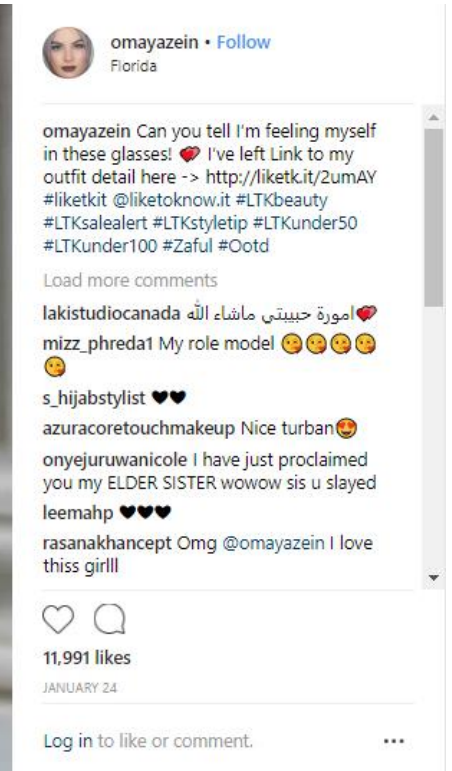 omayazein • Follow
Florida
omayazein Can you tell I'm feeling myself
in these glasses! 💘 I've left Link to my
outfit detail here -> http://liketk.it/2umAY
#liketkit @liketoknow.it #LTKbeauty
#LTKsalealert #LTKstyletip #LTKunder50
#LTKunder100 #Zaful #Ootd
Load more comments
lakistudiocanada امورة حبيبتي ماشاء الله💘
mizz_phreda1 My role model 😘😘😘😘
😘
s_hijabstylist ♥♥
azuracoretouchmakeup Nice turban😍
onyejuruwanicole I have just proclaimed
you my ELDER SISTER wowow sis u slayed
leemahp ♥♥♥
rasanakhancept Omg @omayazein I love
thiss girlll
11,991 likes
JANUARY 24
Log in to like or comment.